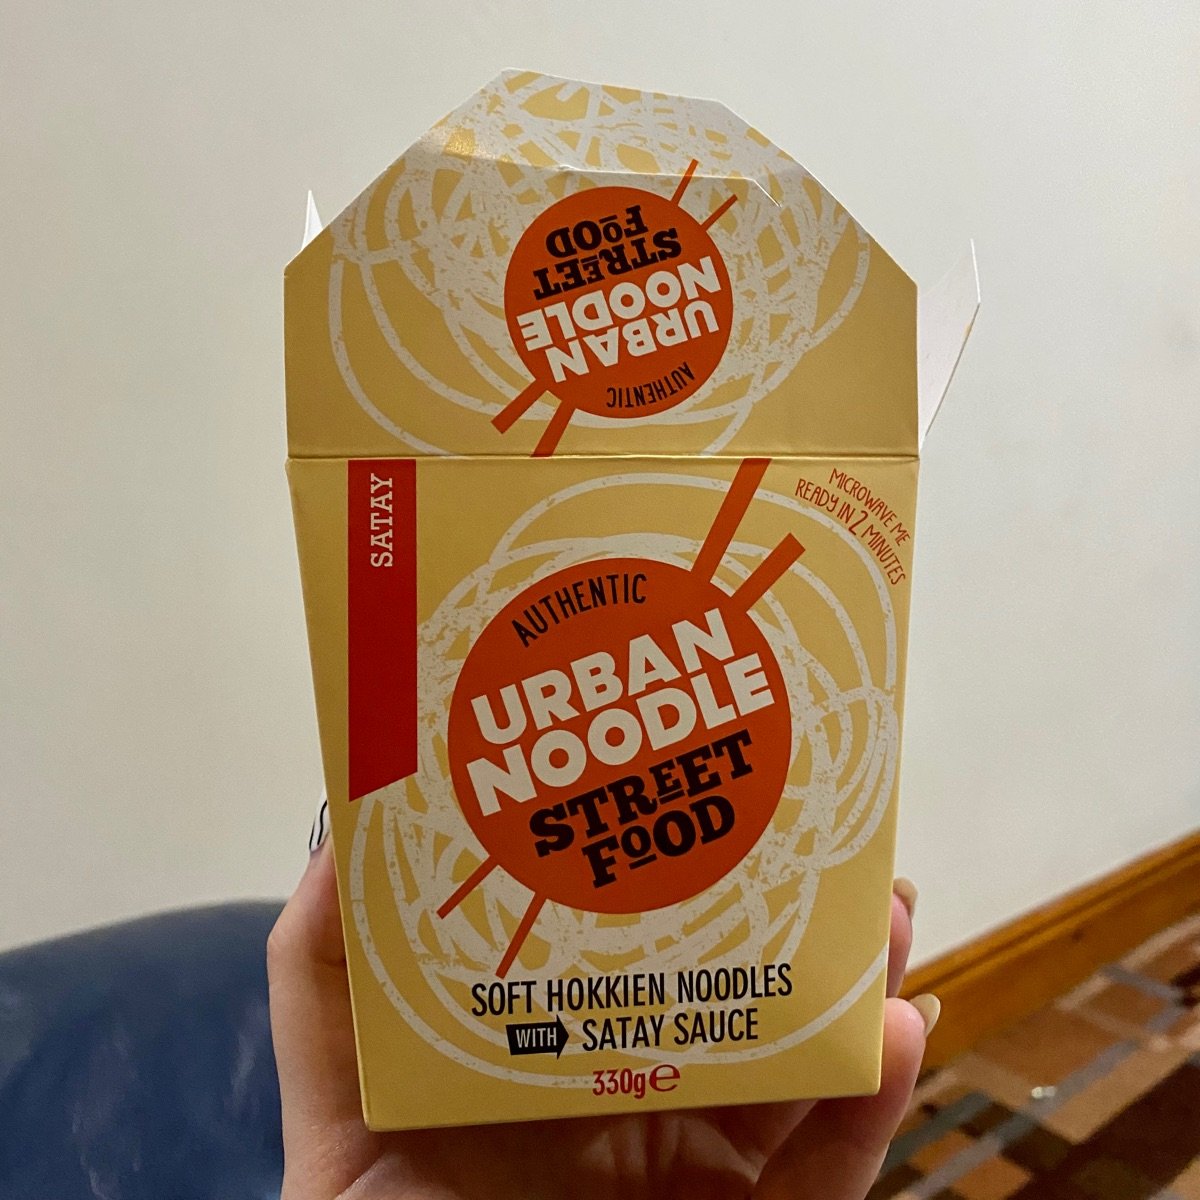 STREET
FOOD
URBAN
NOODLE
AUTHENTIC
SATAY
MICROWAVE ME
READY IN 2 MINUTES
AUTHENTIC
URBAN
NOODLE
STREET
FOOD
SOFT HOKKIEN NOODLES
WITH SATAY SAUCE
330g℮